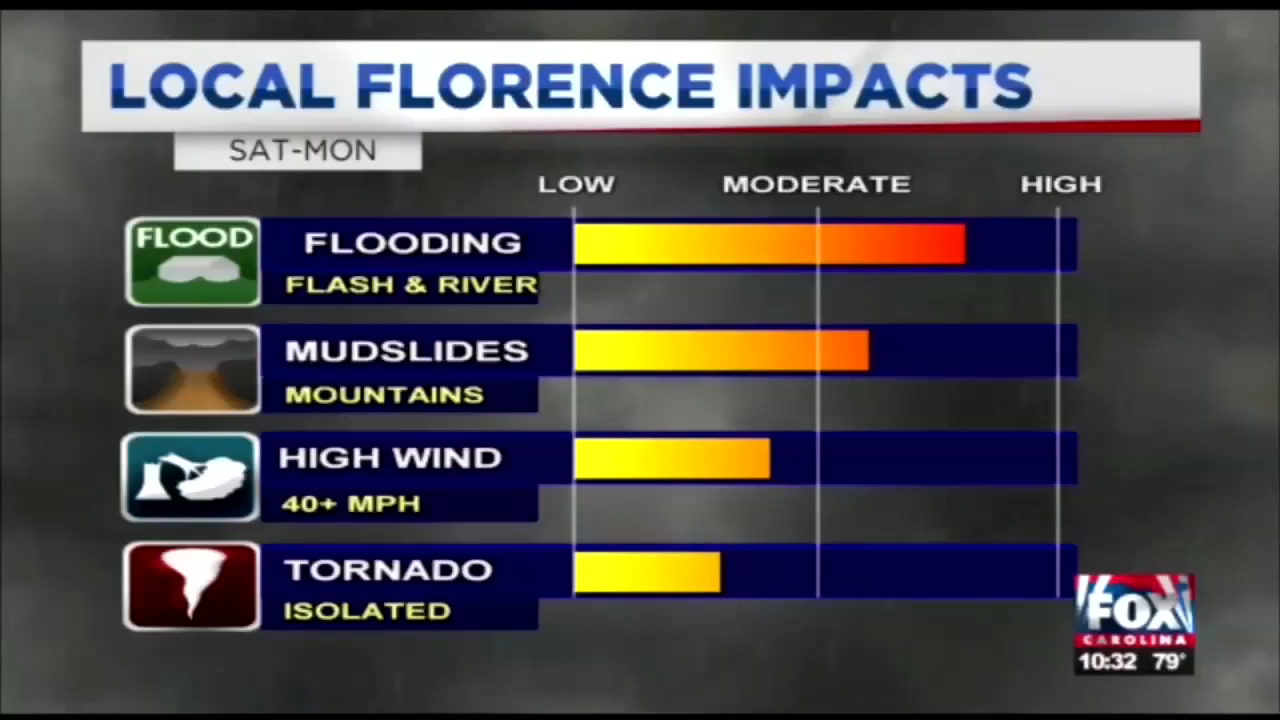 LOCAL FLORENCE IMPACTS
SAT-MON
LOW MODERATE HIGH
FLOOD
FLOODING
FLASH & RIVER
MUDSLIDES
MOUNTAINS
HIGH WIND
40+ MPH
TORNADO
ISOLATED
FOX
CAROLINA
10:32 79°